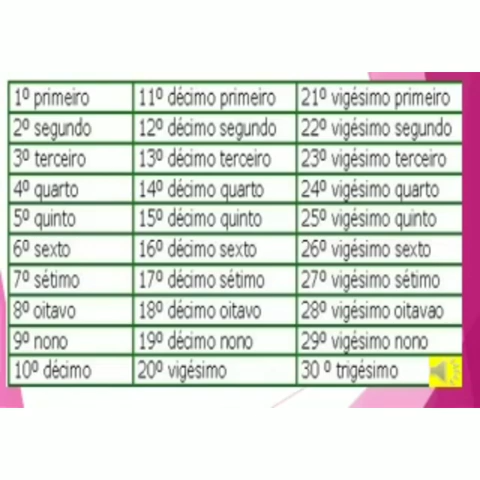 1º primeiro 11º décimo primeiro 21º vigésimo primeiro
2º segundo 12º décimo segundo 22º vigésimo segundo
3º terceiro 13º décimo terceiro 23º vigésimo terceiro
4º quarto 14º décimo quarto 24º vigésimo quarto
5º quinto 15º décimo quinto 25º vigésimo quinto
6º sexto 16º décimo sexto 26º vigésimo sexto
7º sétimo 17º décimo sétimo 27º vigésimo sétimo
8º oitavo 18º décimo oitavo 28º vigésimo oitavao
9º nono 19º décimo nono 29º vigésimo nono
10º décimo 20º vigésimo 30 º trigésimo